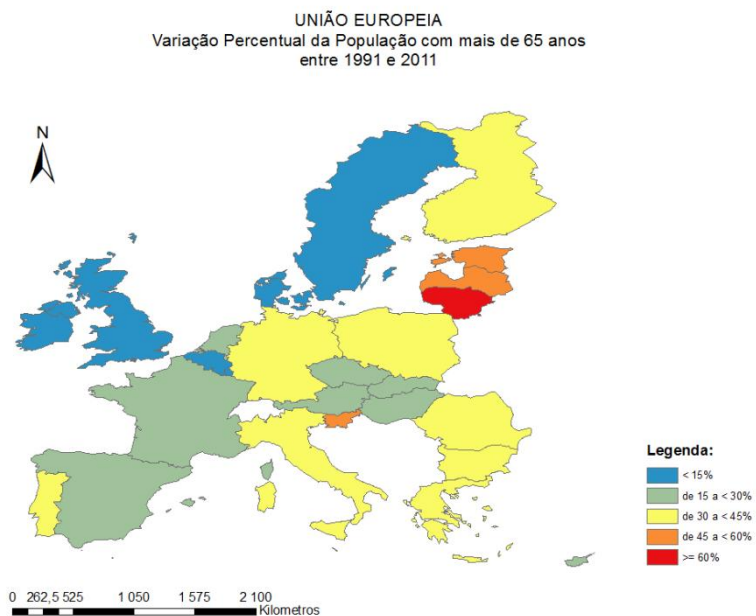 UNIÃO EUROPEIA
Variação Percentual da População com mais de 65 anos
entre 1991 e 2011
N
Legenda:
< 15%
de 15 a < 30%
de 30 a < 45%
de 45 a < 60%
>= 60%
0 262,5 525 1 050 1 575 2 100
Kilometros